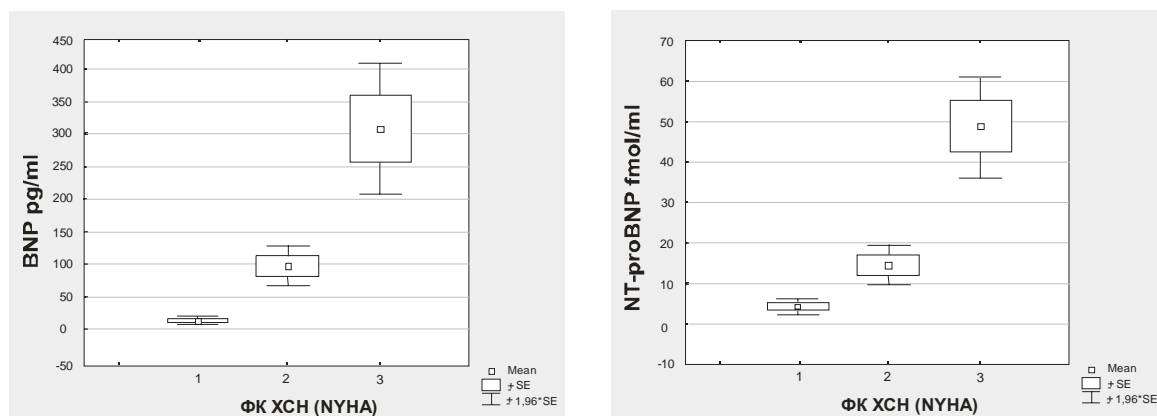 450
400
350
300
250
200
150
100
50
0
-50
BNP pg/ml
1 2 3
ФК ХСН (NYHA)
Mean
±SE
±1,96*SE
70
60
50
40
30
20
10
0
-10
NT-proBNP fmol/ml
1 2 3
ФК ХСН (NYHA)
Mean
±SE
±1,96*SE